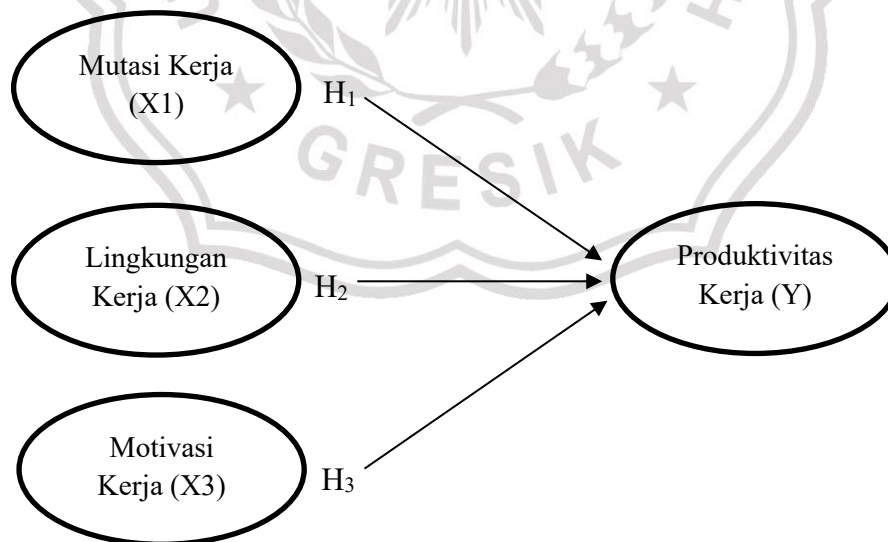 Mutasi Kerja
(X1)
H₁
GRESIK
Lingkungan
Kerja (X2)
H₂
Produktivitas
Kerja (Y)
Motivasi
Kerja (X3)
H₃